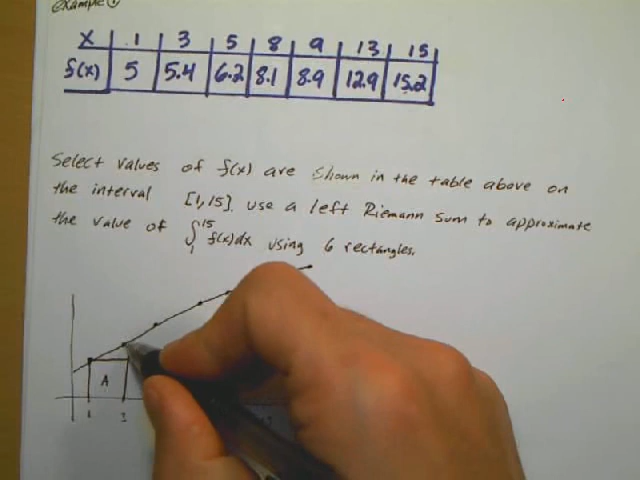 example ①
x 1 3 5 8 9 13 15
f(x) 5 5.4 6.2 8.1 8.9 12.9 15.2
Select values of f(x) are shown in the table above on
the interval [1,15]. use a left Riemann sum to approximate
the value of ∫₁¹⁵ f(x)dx using 6 rectangles.
A
1 3